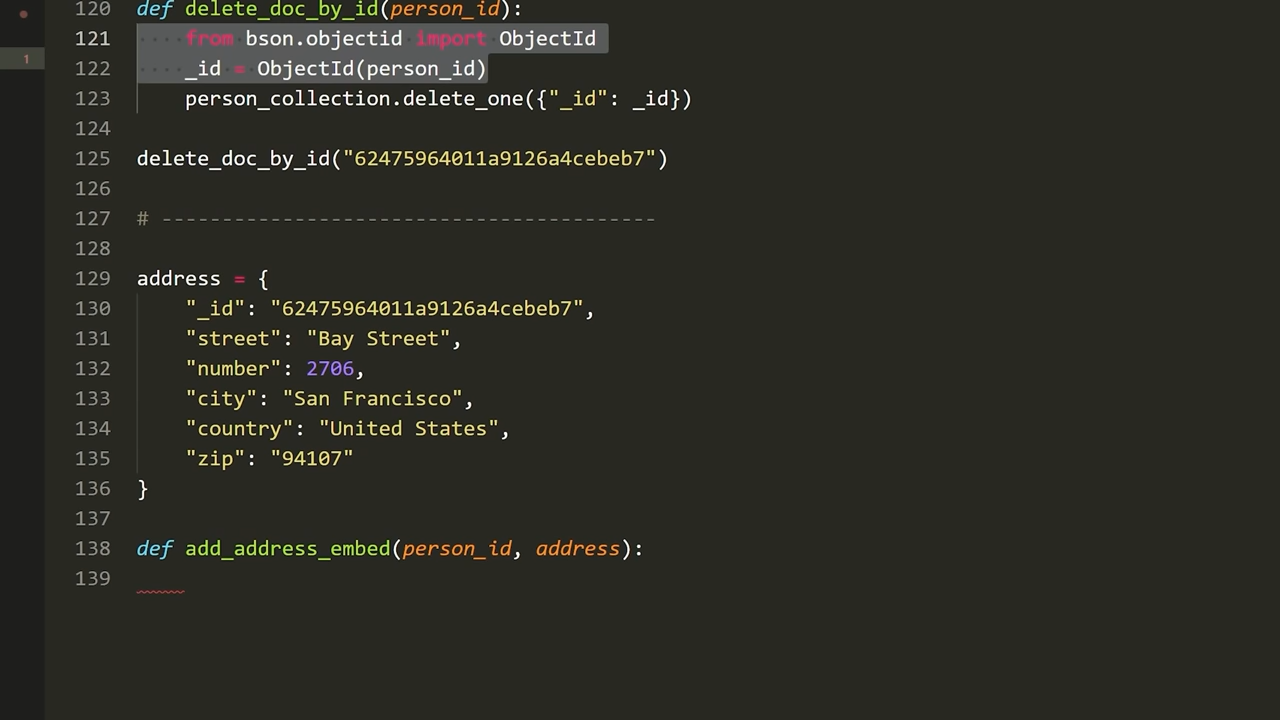 120 def delete_doc_by_id(person_id):
121 ····from bson.objectid import ObjectId
122 ····_id = ObjectId(person_id)
123     person_collection.delete_one({"_id": _id})
124
125 delete_doc_by_id("62475964011a9126a4cebeb7")
126
127 # -----------------------------------------
128
129 address = {
130     "_id": "62475964011a9126a4cebeb7",
131     "street": "Bay Street",
132     "number": 2706,
133     "city": "San Francisco",
134     "country": "United States",
135     "zip": "94107"
136 }
137
138 def add_address_embed(person_id, address):
1
139